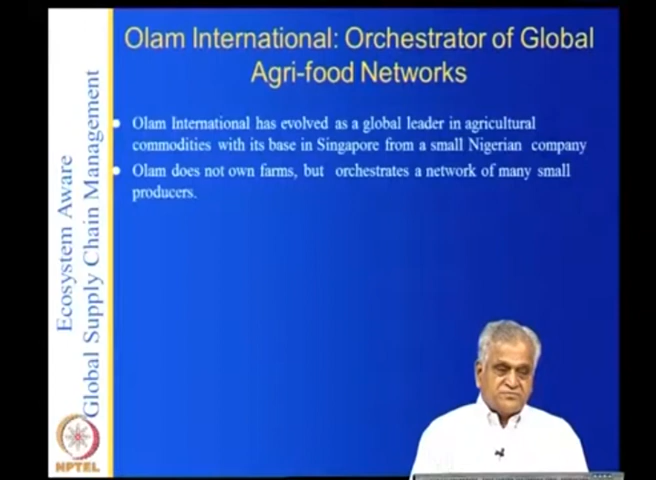 Olam International: Orchestrator of Global
Agri-food Networks
Olam International has evolved as a global leader in agricultural
commodities with its base in Singapore from a small Nigerian company
Olam does not own farms, but orchestrates a network of many small
producers.
Ecosystem Aware
Global Supply Chain Management
NPTEL